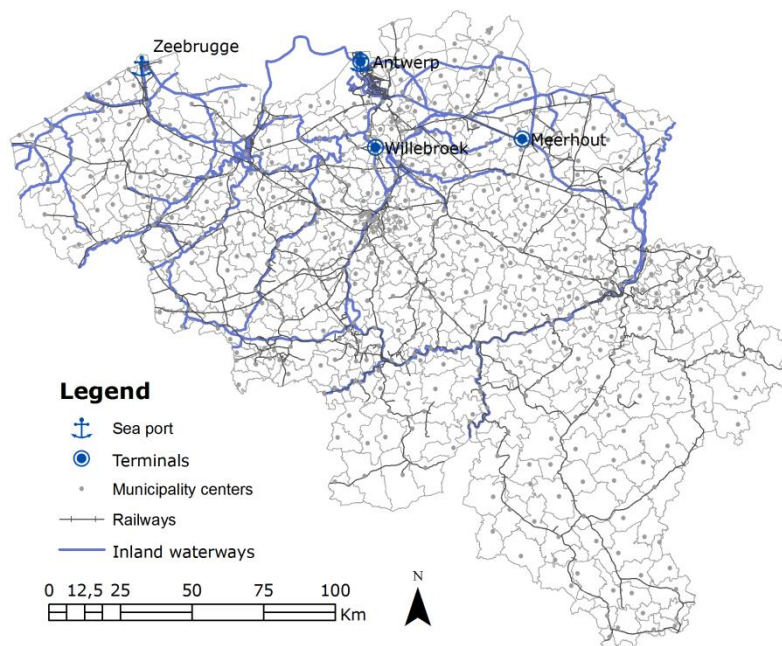 Zeebrugge
Antwerp
Willebroek
Meerhout
Legend
Sea port
Terminals
Municipality centers
Railways
Inland waterways
0 12,5 25 50 75 100
Km
N